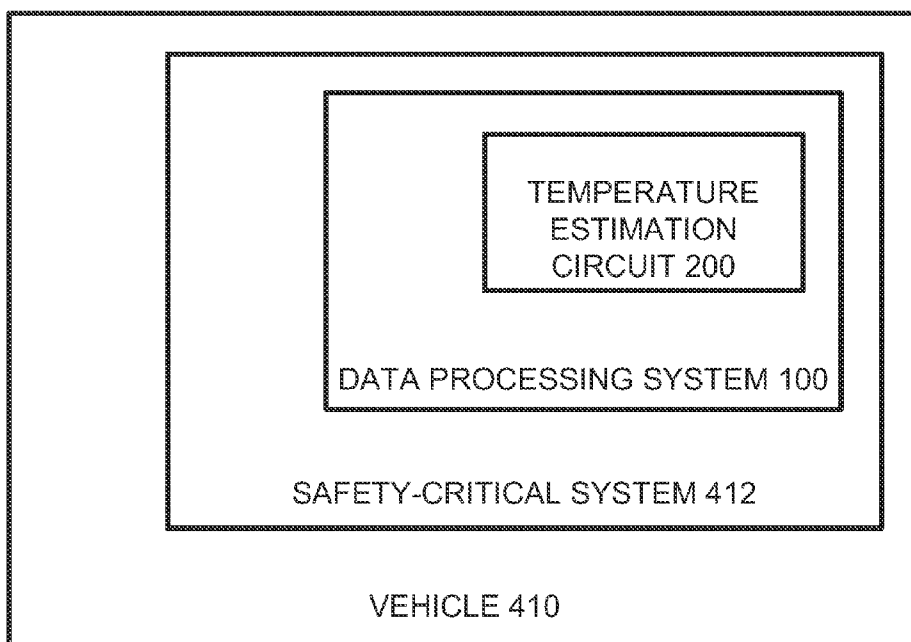 TEMPERATURE
ESTIMATION
CIRCUIT 200
DATA PROCESSING SYSTEM 100
SAFETY-CRITICAL SYSTEM 412
VEHICLE 410